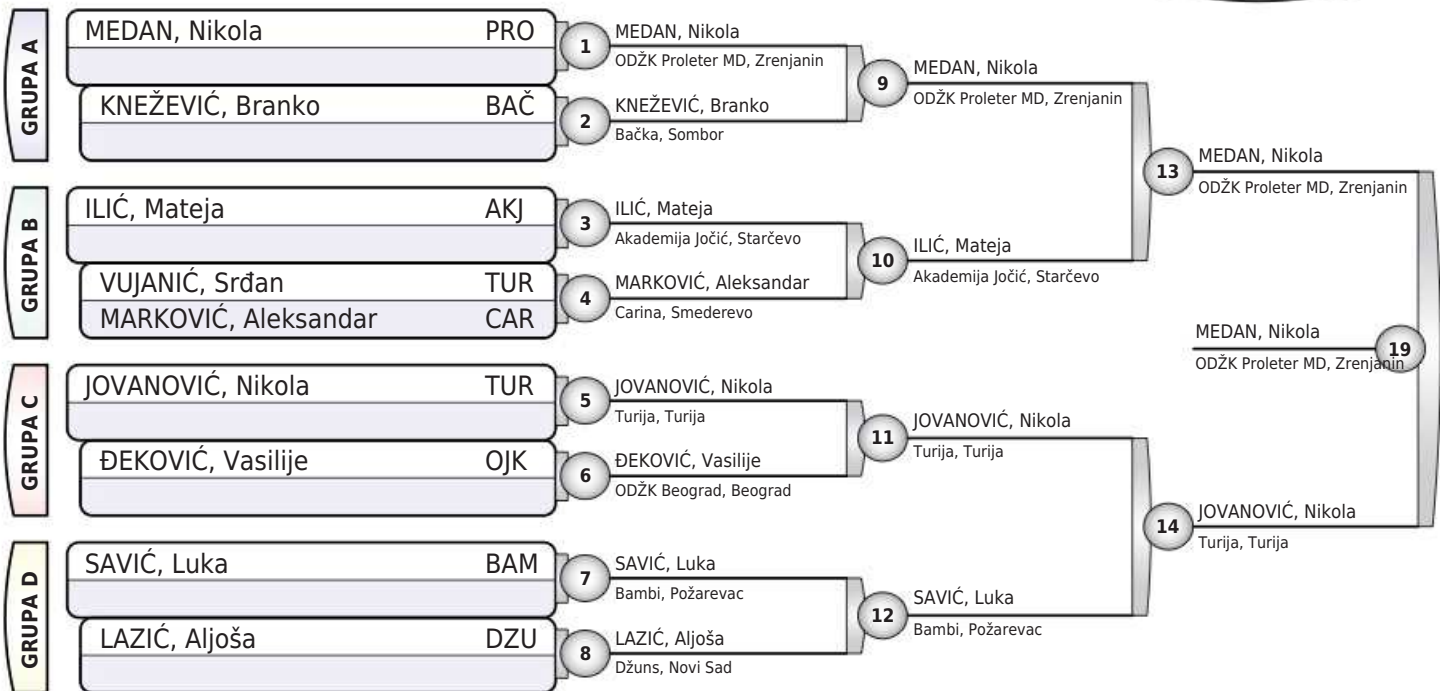 GRUPA A
MEDAN, Nikola PRO
KNEŽEVIĆ, Branko BAČ
1
MEDAN, Nikola
ODŽK Proleter MD, Zrenjanin
2
KNEŽEVIĆ, Branko
Bačka, Sombor
9
MEDAN, Nikola
ODŽK Proleter MD, Zrenjanin
GRUPA B
ILIĆ, Mateja AKJ
VUJANIĆ, Srđan TUR
MARKOVIĆ, Aleksandar CAR
3
ILIĆ, Mateja
Akademija Jočić, Starčevo
4
MARKOVIĆ, Aleksandar
Carina, Smederevo
10
ILIĆ, Mateja
Akademija Jočić, Starčevo
13
MEDAN, Nikola
ODŽK Proleter MD, Zrenjanin
GRUPA C
JOVANOVIĆ, Nikola TUR
ĐEKOVIĆ, Vasilije OJK
5
JOVANOVIĆ, Nikola
Turija, Turija
6
ĐEKOVIĆ, Vasilije
ODŽK Beograd, Beograd
11
JOVANOVIĆ, Nikola
Turija, Turija
GRUPA D
SAVIĆ, Luka BAM
LAZIĆ, Aljoša DZU
7
SAVIĆ, Luka
Bambi, Požarevac
8
LAZIĆ, Aljoša
Džuns, Novi Sad
12
SAVIĆ, Luka
Bambi, Požarevac
14
JOVANOVIĆ, Nikola
Turija, Turija
MEDAN, Nikola
19
ODŽK Proleter MD, Zrenjanin